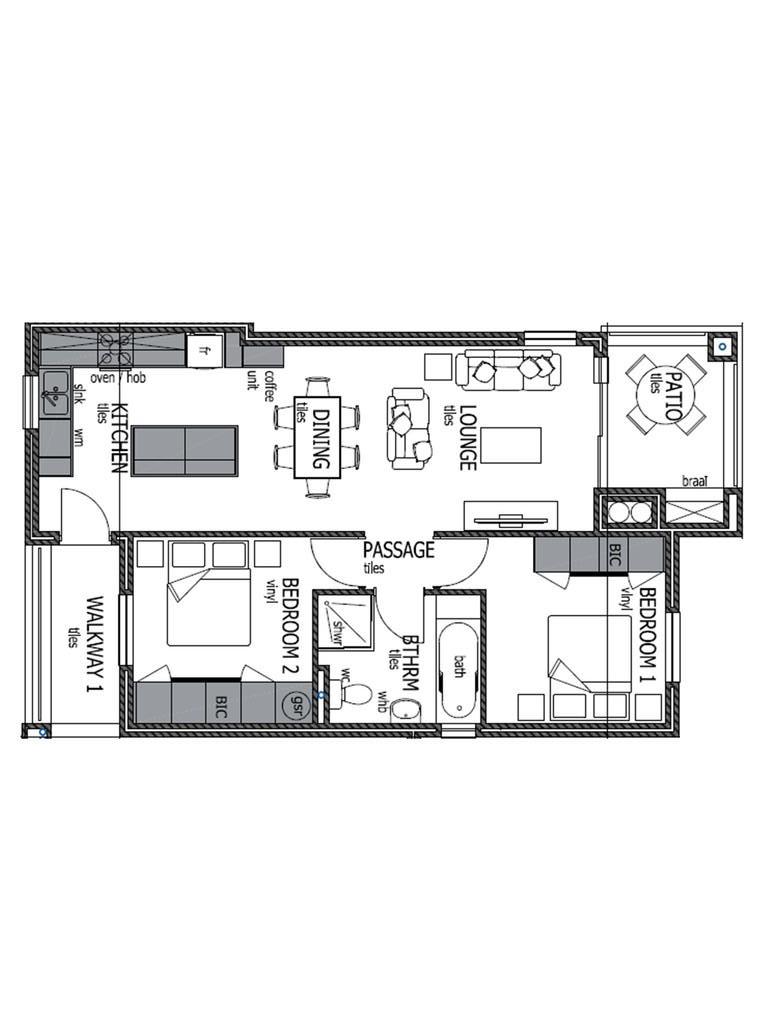 fr
oven / hob
sink
wm
KITCHEN
tiles
coffee
unit
DINING
tiles
LOUNGE
tiles
PATIO
tiles
braai
PASSAGE
tiles
WALKWAY 1
tiles
BEDROOM 2
vinyl
BIC
gsr
shwr
wc
BTHRM
tiles
whb
bath
BIC
BEDROOM 1
vinyl